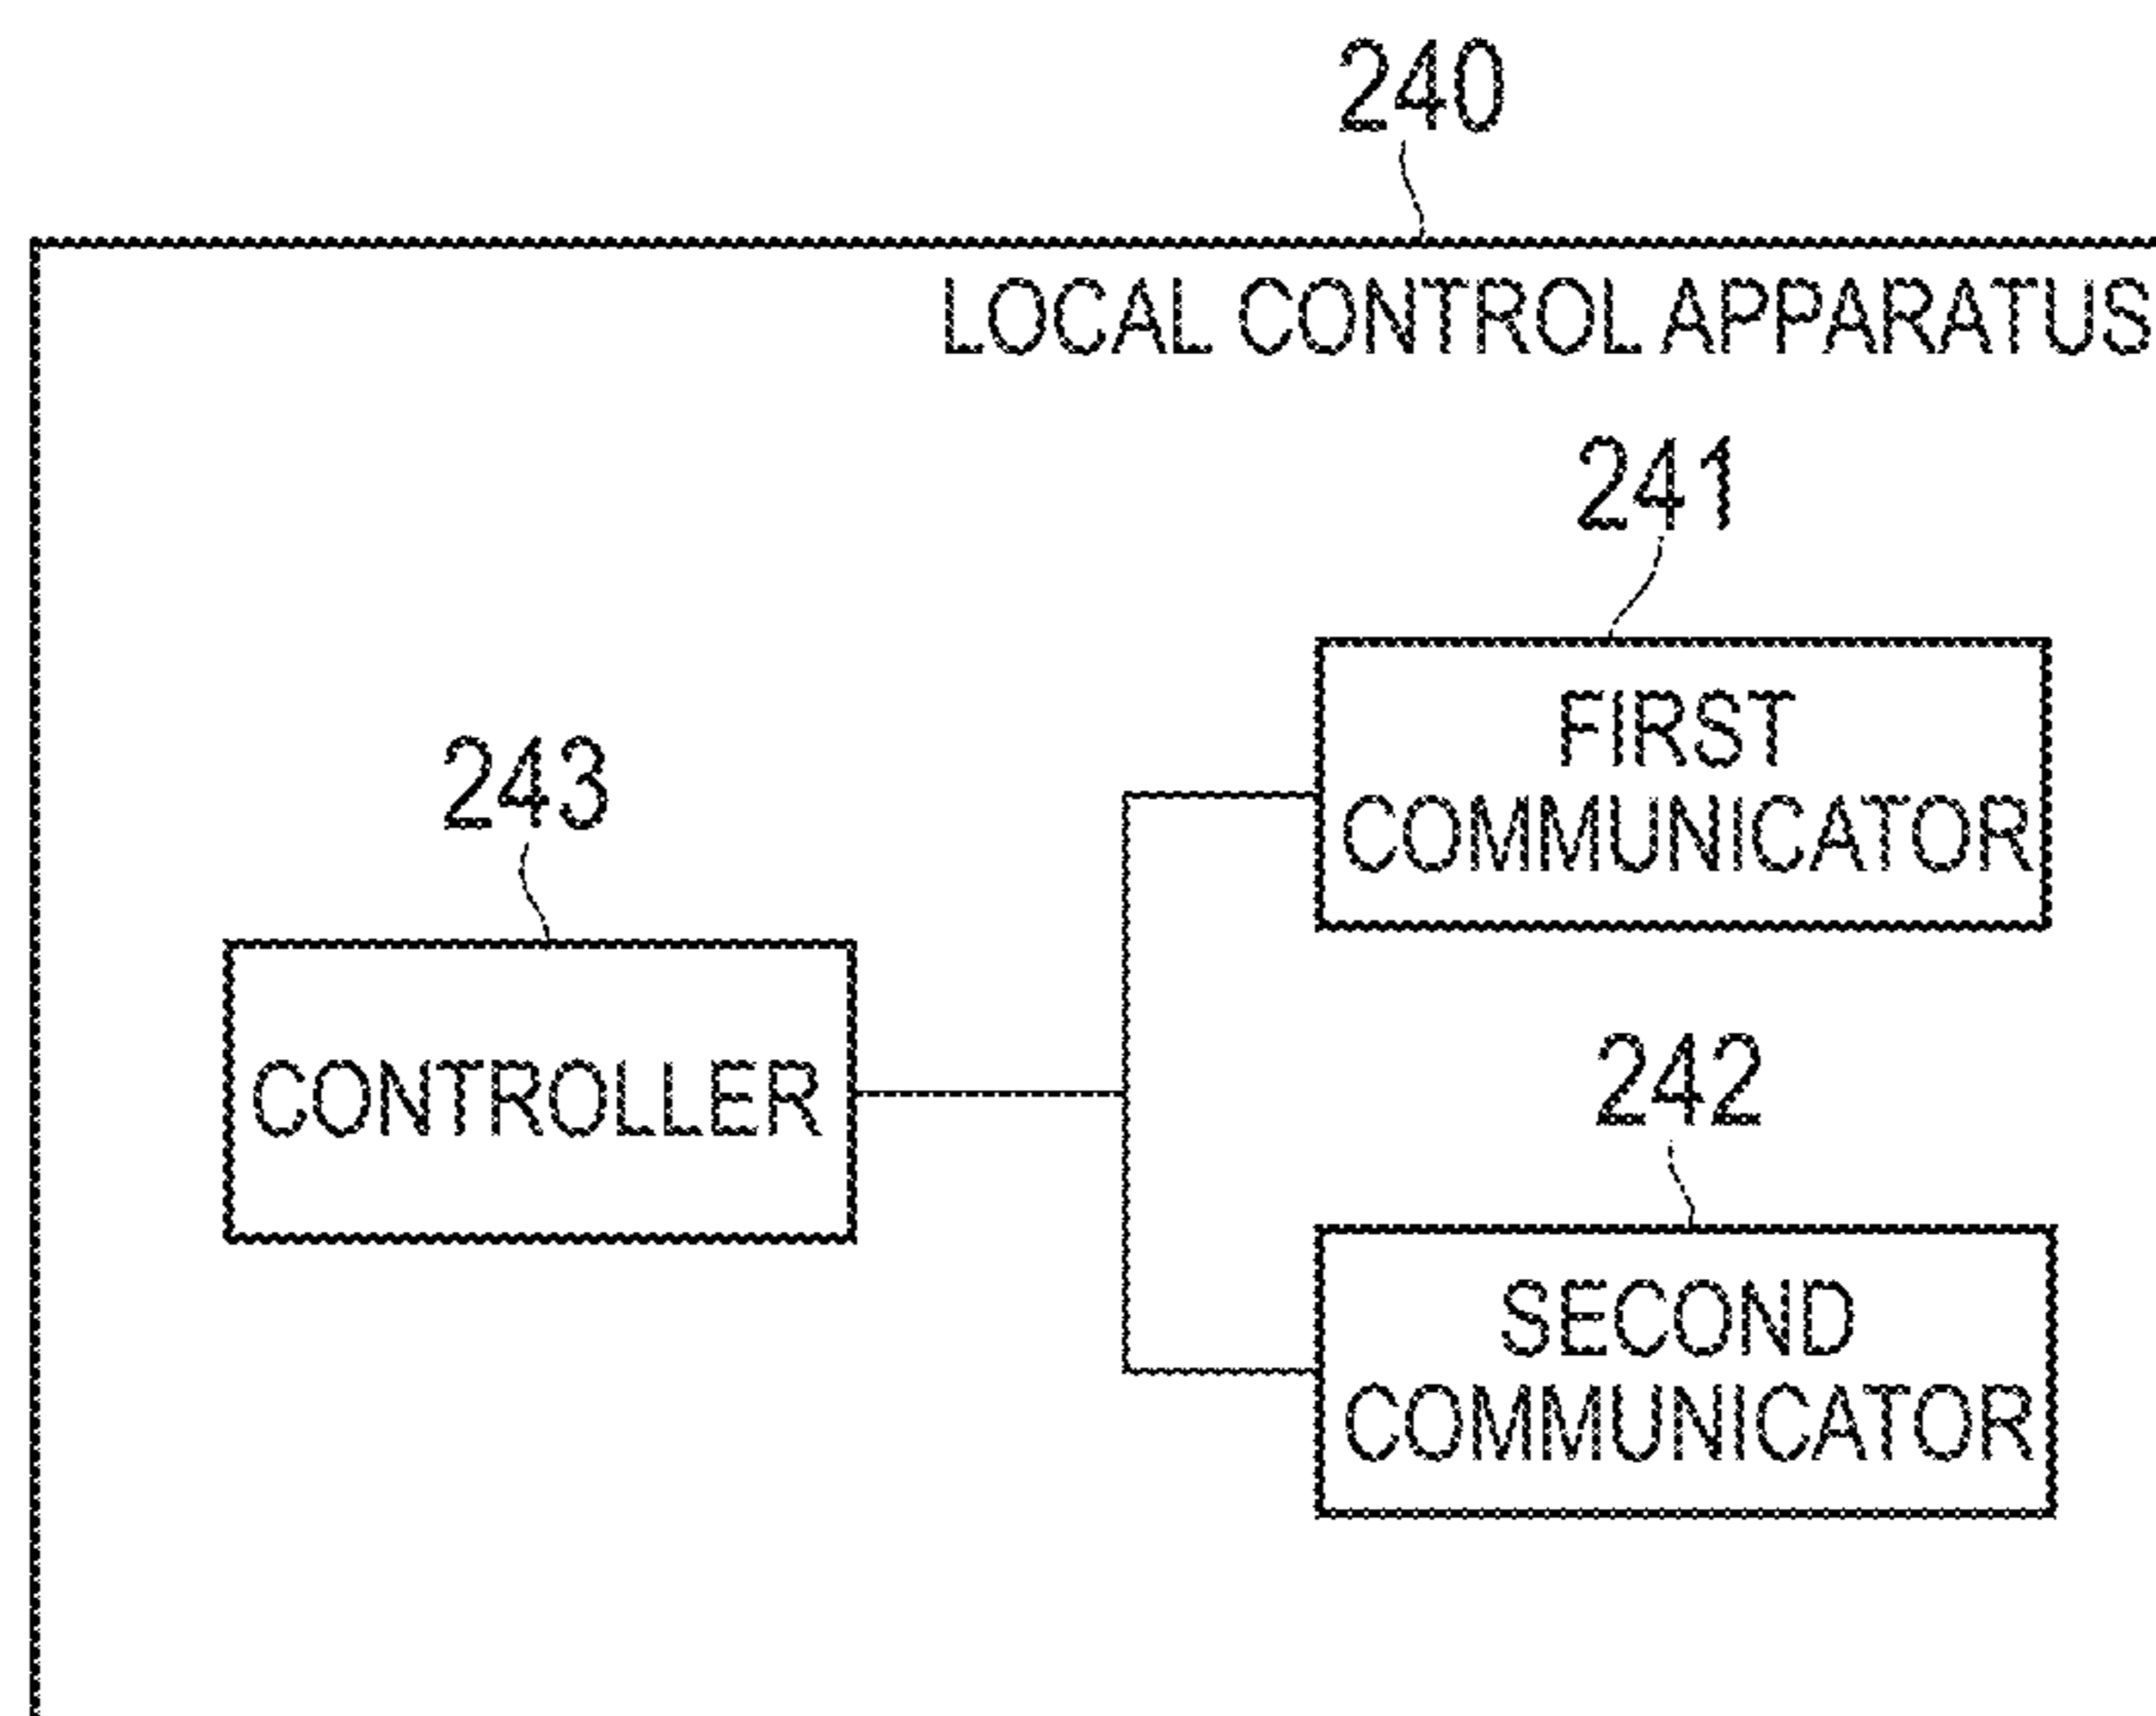 240
LOCAL CONTROL APPARATUS
241
FIRST
COMMUNICATOR
243
CONTROLLER
242
SECOND
COMMUNICATOR